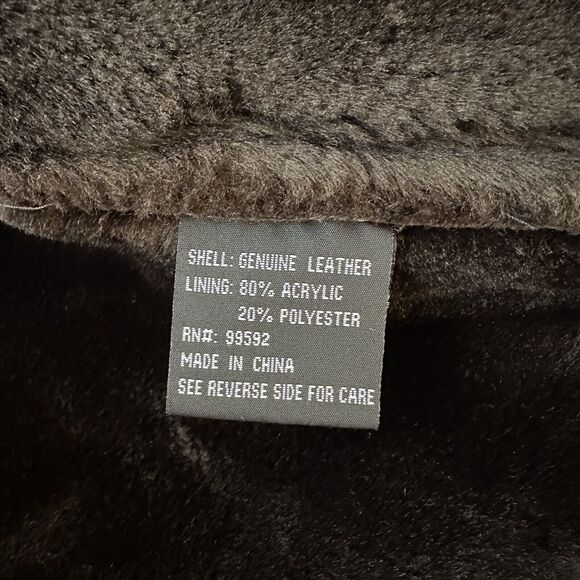 SHELL: GENUINE LEATHER
LINING: 80% ACRYLIC
20% POLYESTER
RN#: 99592
MADE IN CHINA
SEE REVERSE SIDE FOR CARE